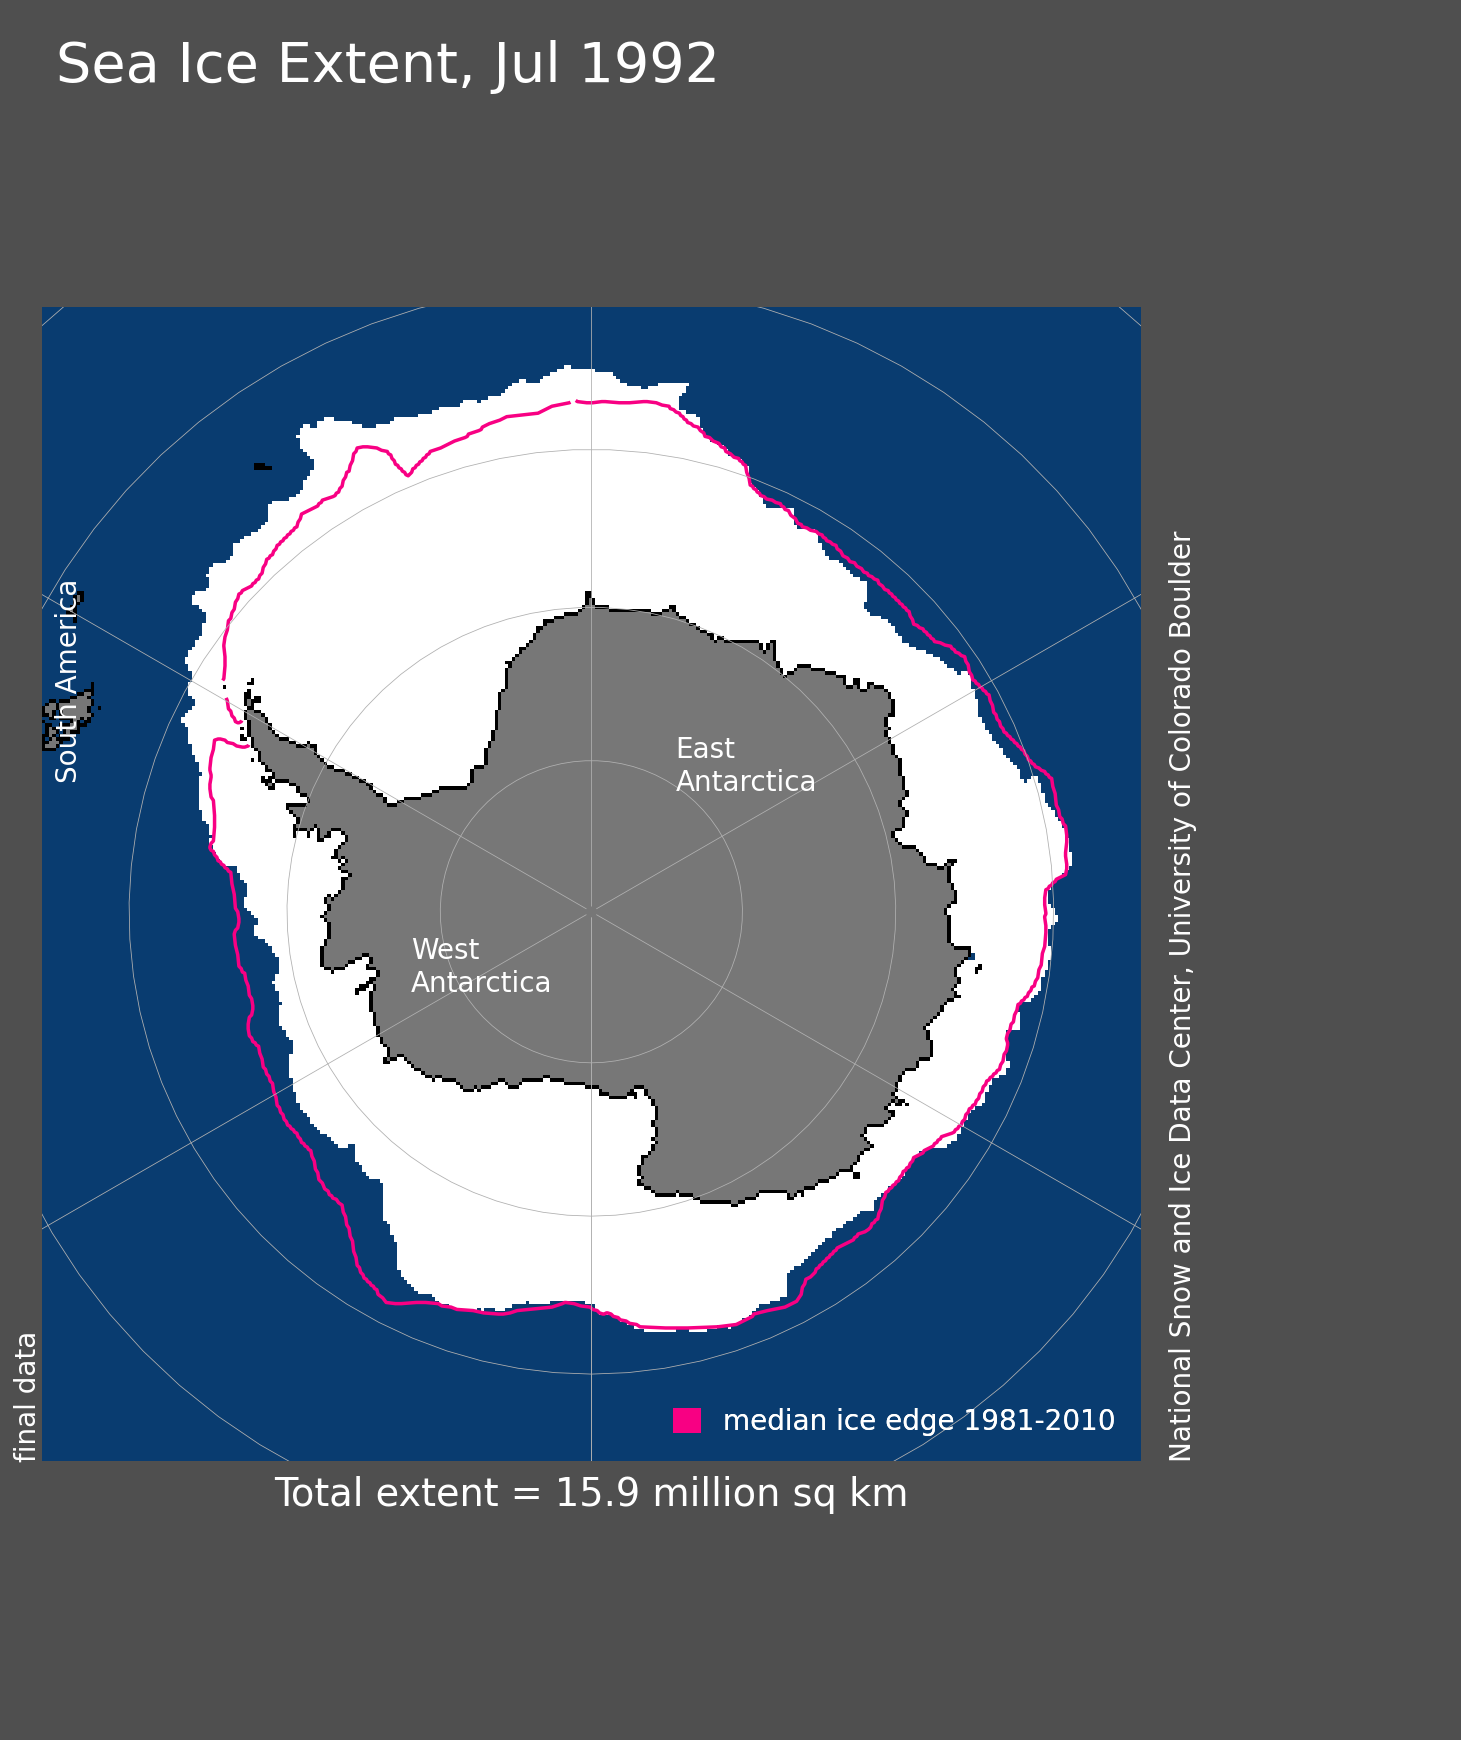 Sea Ice Extent, Jul 1992
South America
East
Antarctica
West
Antarctica
median ice edge 1981-2010
final data
National Snow and Ice Data Center, University of Colorado Boulder
Total extent = 15.9 million sq km